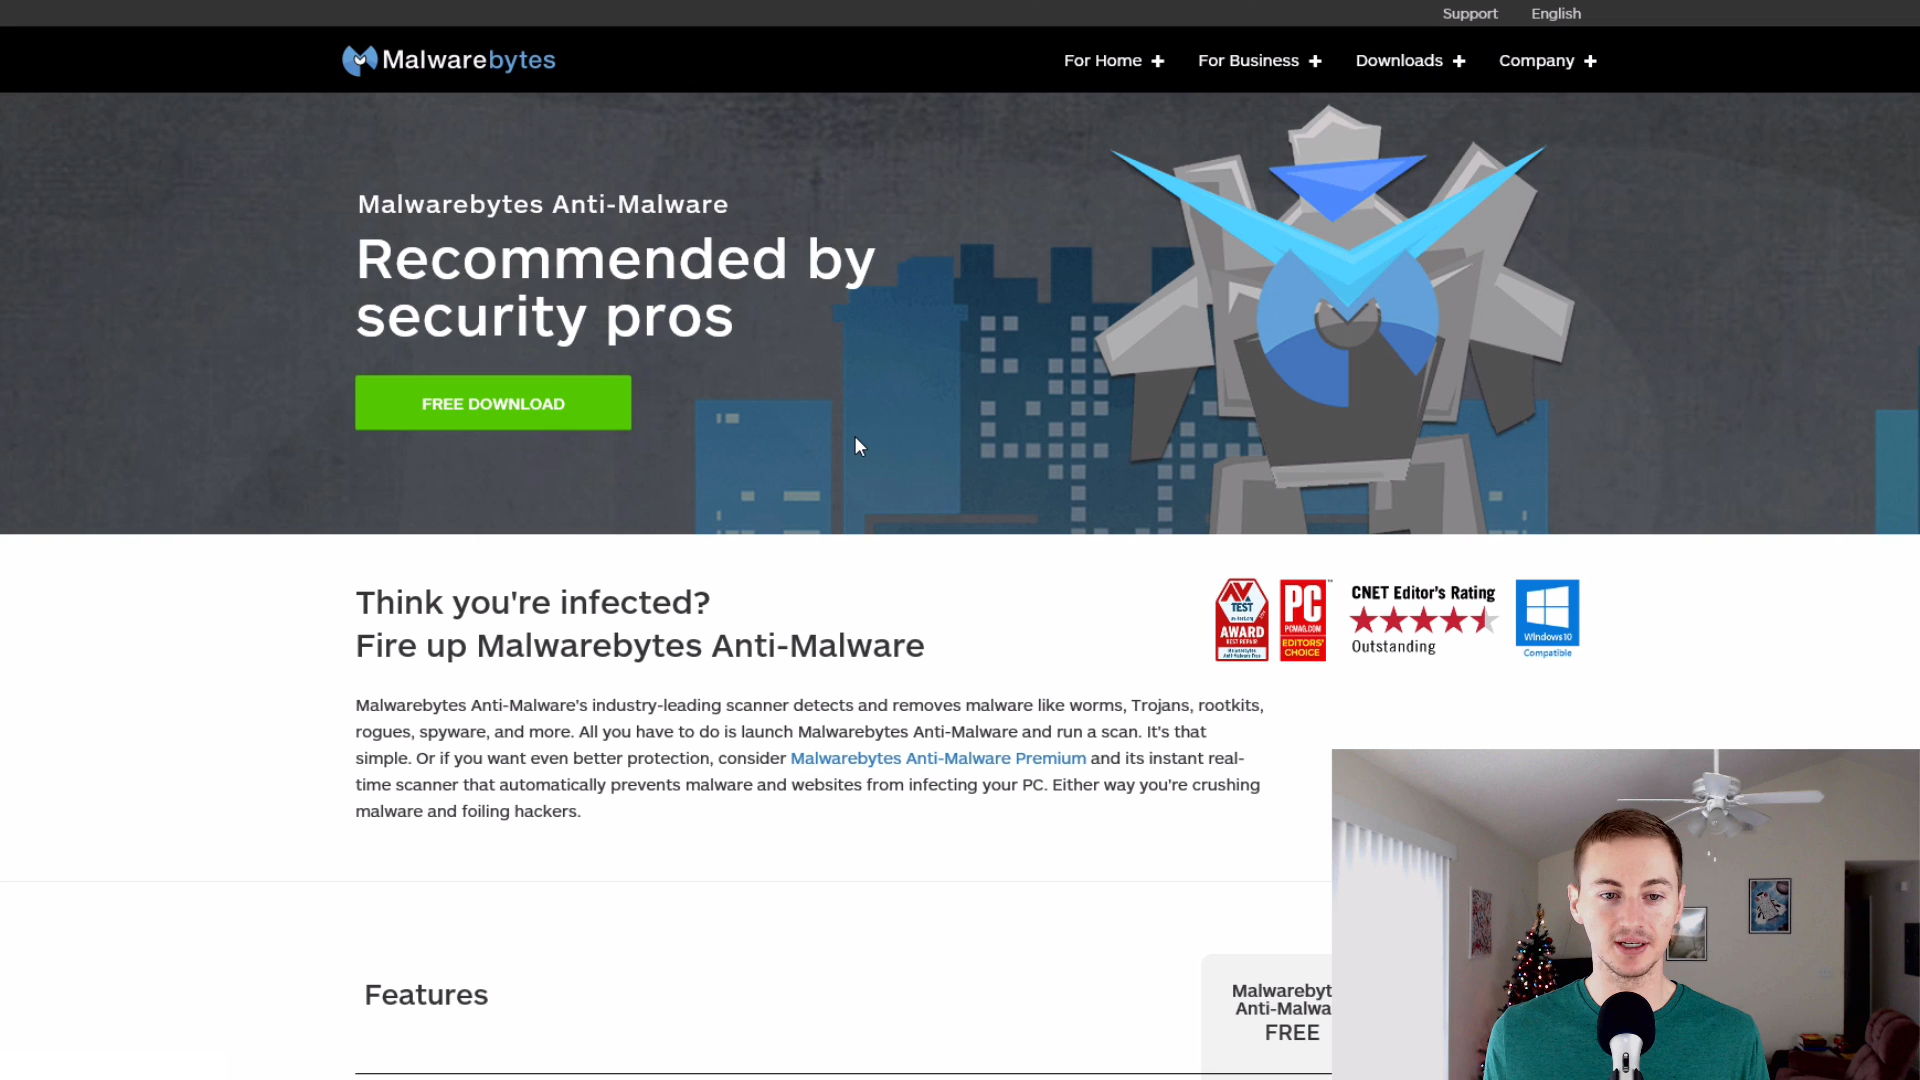 Support English
Malwarebytes
For Home + For Business + Downloads + Company +
Malwarebytes Anti-Malware
Recommended by
security pros
FREE DOWNLOAD
Think you're infected?
Fire up Malwarebytes Anti-Malware
AV
TEST
AWARD
BEST REPAIR
PC
PCMAG.COM
EDITORS'
CHOICE
™
CNET Editor's Rating
Outstanding
Windows 10
Compatible
Malwarebytes Anti-Malware's industry-leading scanner detects and removes malware like worms, Trojans, rootkits,
rogues, spyware, and more. All you have to do is launch Malwarebytes Anti-Malware and run a scan. It's that
simple. Or if you want even better protection, consider Malwarebytes Anti-Malware Premium and its instant real-
time scanner that automatically prevents malware and websites from infecting your PC. Either way you're crushing
malware and foiling hackers.
Features
Malwarebyt
Anti-Malwa
FREE